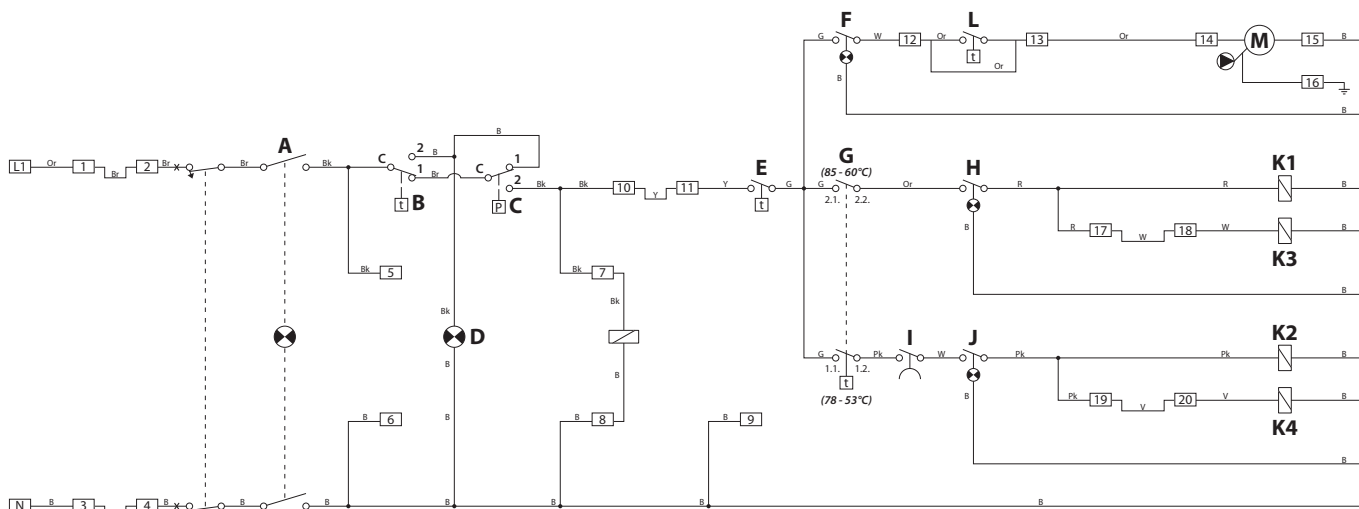 F L
G W 12 Or 13 Or 14 M 15 B
t
Or
16
B
B
A
2 B
B
L1 Or 1 Br 2 Br x Br Bk C 1 Br C 1
2 Bk Bk 10 Y 11 Y E G
t B
P C
t
G
(85 - 60°C)
G 2.1. 2.2. Or H R R K1 B
B
R 17 W 18 W B
K3
B
Bk 5
Bk 7
Bk
Bk
D
B
B
G 1.1. 1.2. Pk I W J Pk Pk K2 B
t
(78 - 53°C)
B
Pk 19 V 20 V B
K4
B
B 6
B
B 8
B 9
N B 3 4 B x B B B B B B